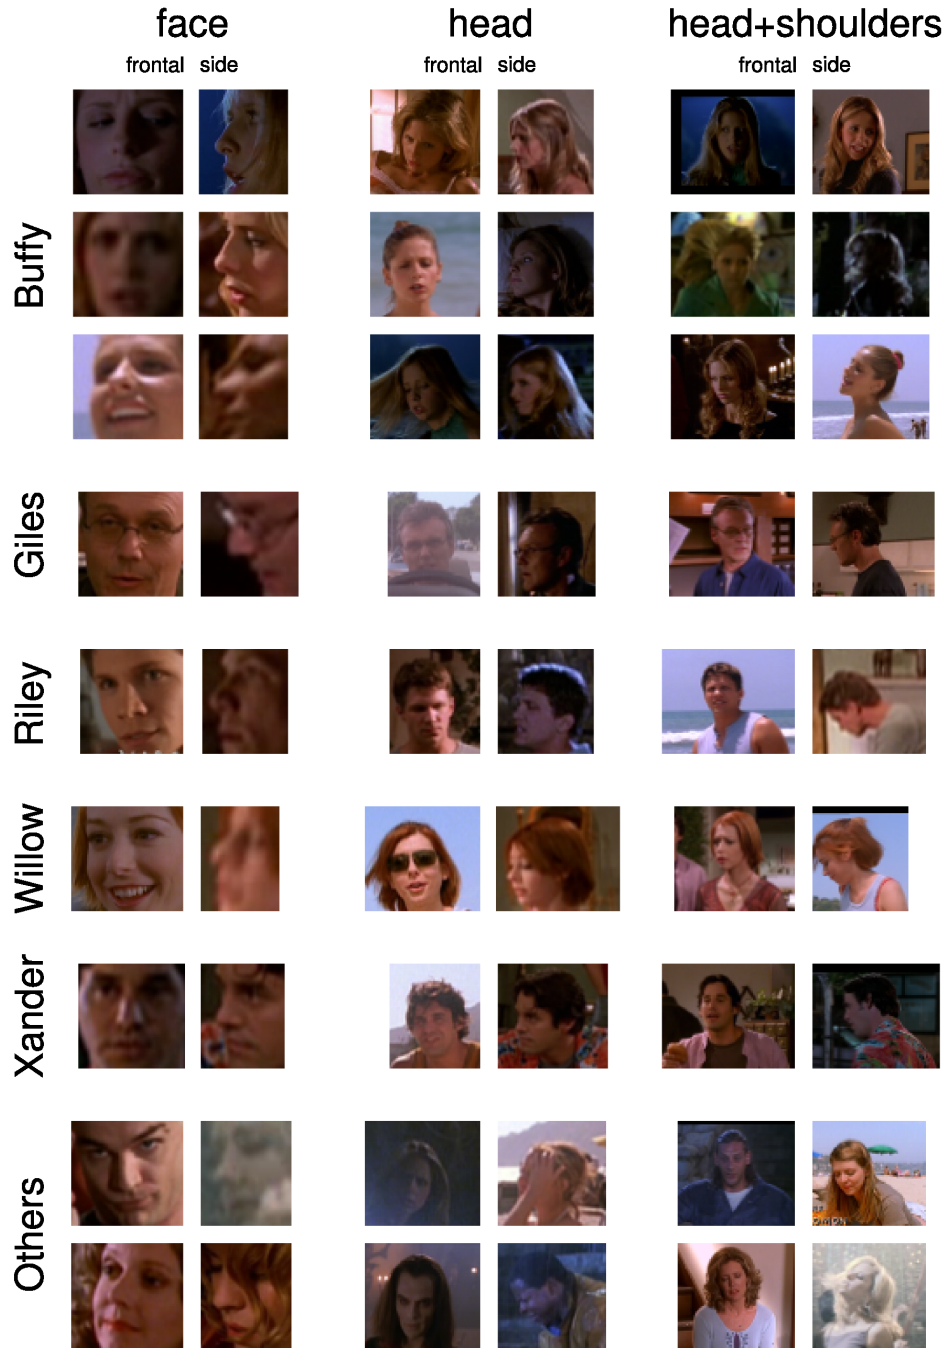 face head head+shoulders
frontal side frontal side frontal side
Buffy
Giles
Riley
Willow
Xander
Others